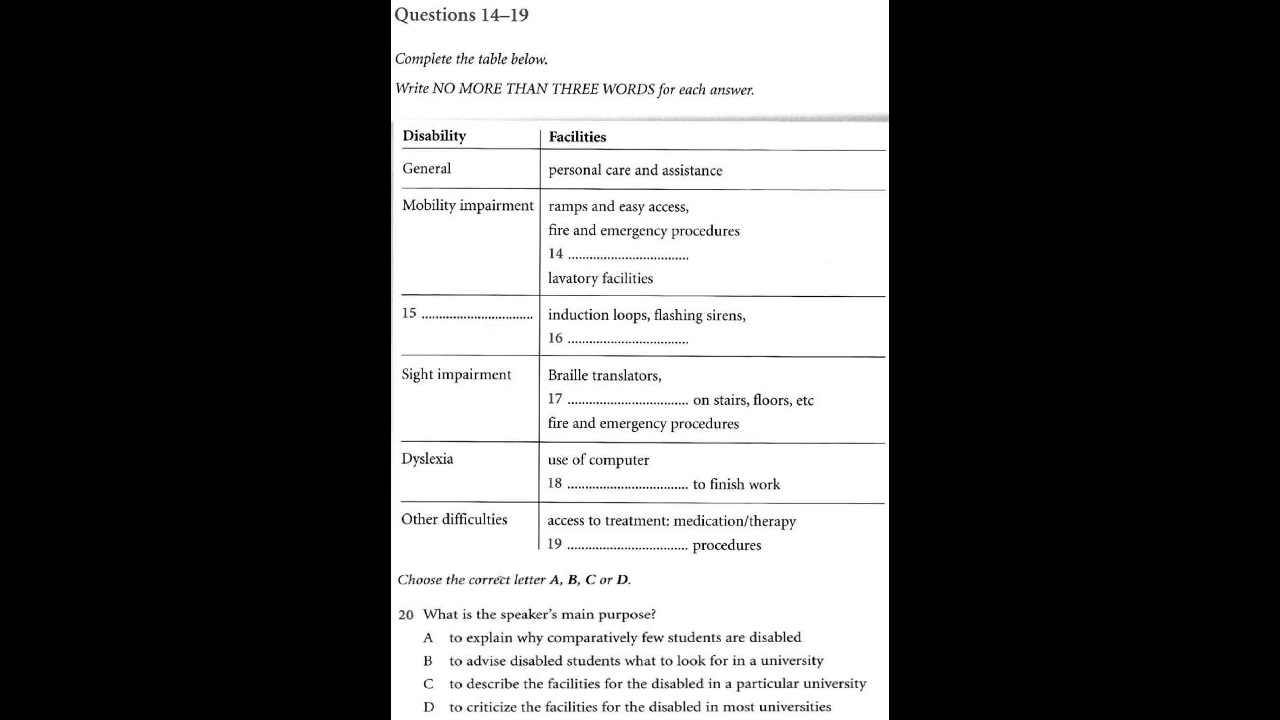 Questions 14–19
Complete the table below.
Write NO MORE THAN THREE WORDS for each answer.
Disability Facilities
General personal care and assistance
Mobility impairment ramps and easy access,
fire and emergency procedures
14 ................................
lavatory facilities
15 ............................... induction loops, flashing sirens,
16 ................................
Sight impairment Braille translators,
17 ................................ on stairs, floors, etc
fire and emergency procedures
Dyslexia use of computer
18 ................................ to finish work
Other difficulties access to treatment: medication/therapy
19 ................................ procedures
Choose the correct letter A, B, C or D.
20 What is the speaker's main purpose?
A to explain why comparatively few students are disabled
B to advise disabled students what to look for in a university
C to describe the facilities for the disabled in a particular university
D to criticize the facilities for the disabled in most universities